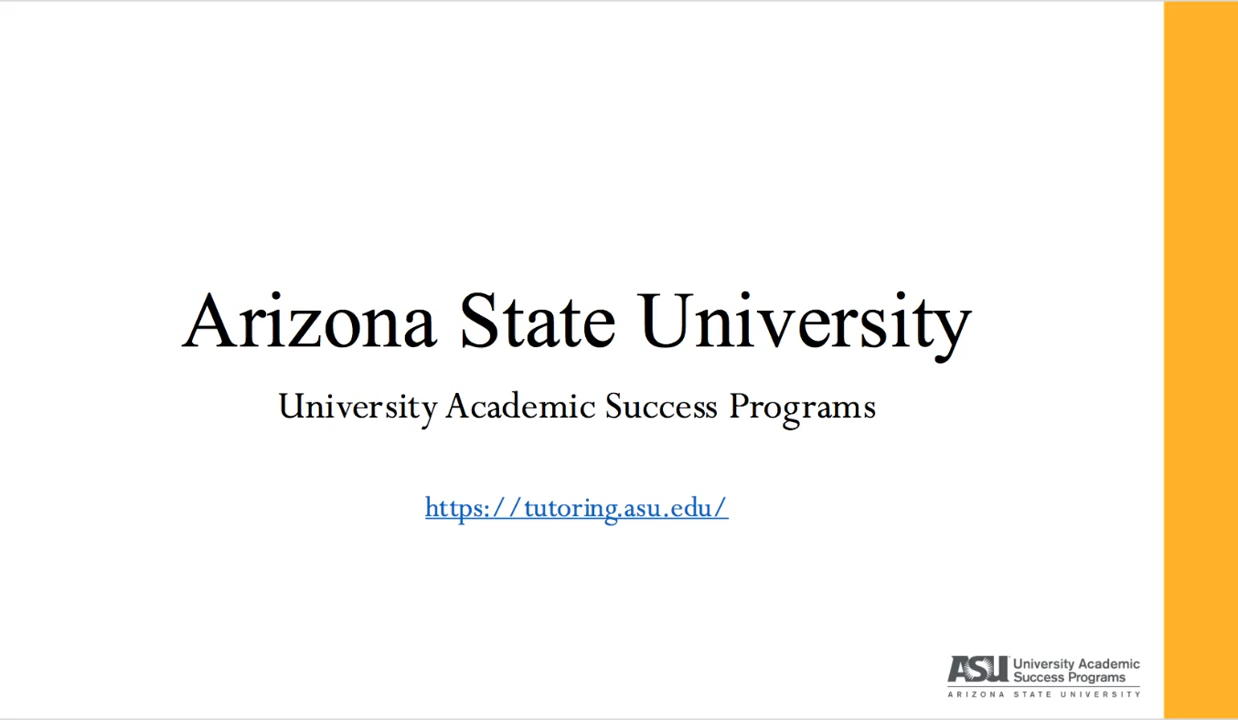 Arizona State University
University Academic Success Programs
https://tutoring.asu.edu/
ASU University Academic
Success Programs
ARIZONA STATE UNIVERSITY